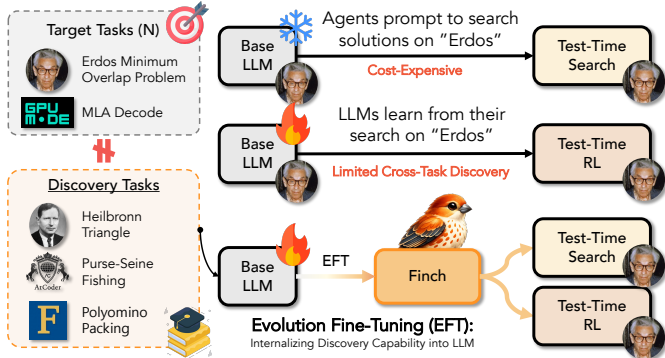 Target Tasks (N)
Erdos Minimum
Overlap Problem
GPU
MODE
MLA Decode
Discovery Tasks
Heilbronn
Triangle
AtCoder
Purse-Seine
Fishing
F
Polyomino
Packing
Base
LLM
Agents prompt to search
solutions on "Erdos"
Cost-Expensive
Test-Time
Search
Base
LLM
LLMs learn from their
search on "Erdos"
Limited Cross-Task Discovery
Test-Time
RL
Base
LLM
EFT
Finch
Test-Time
Search
Test-Time
RL
Evolution Fine-Tuning (EFT):
Internalizing Discovery Capability into LLM